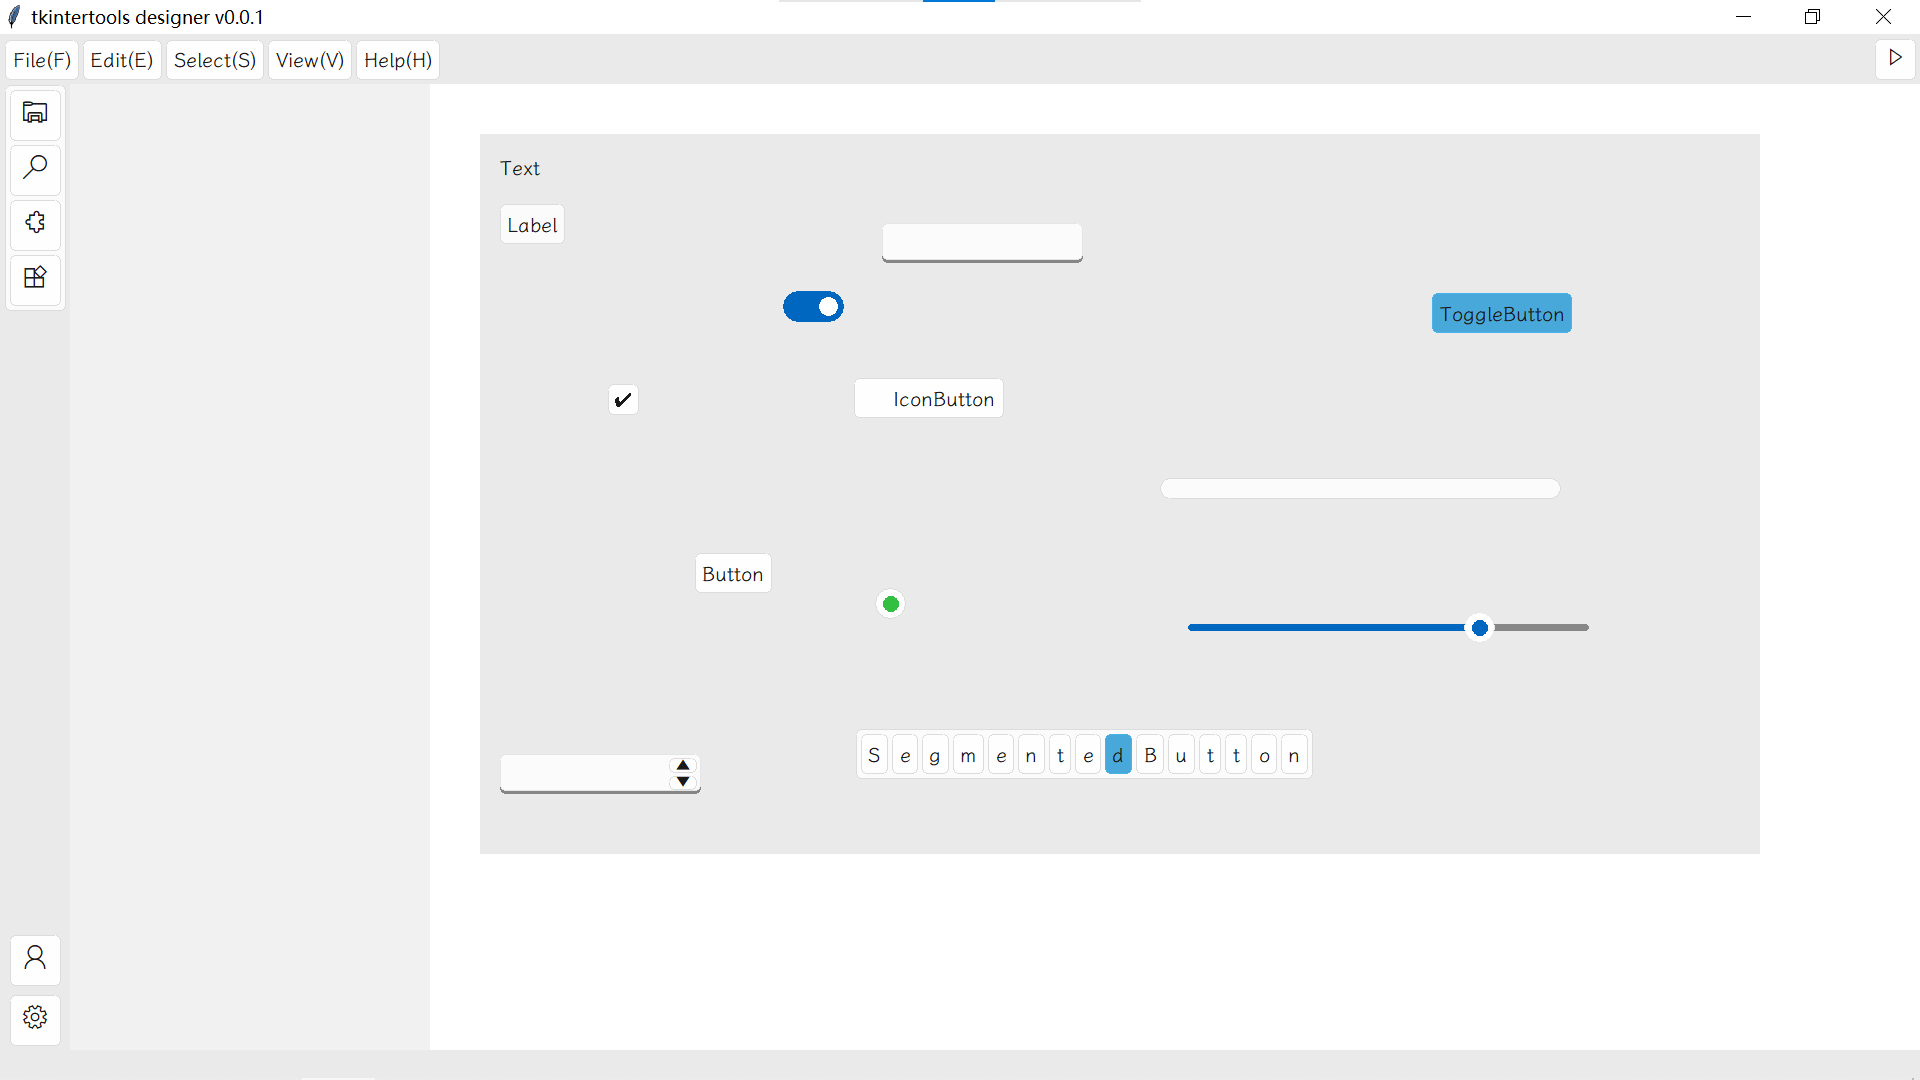 tkintertools designer v0.0.1
File(F) Edit(E) Select(S) View(V) Help(H)
Text
Label
ToggleButton
IconButton
Button
S e g m e n t e d B u t t o n